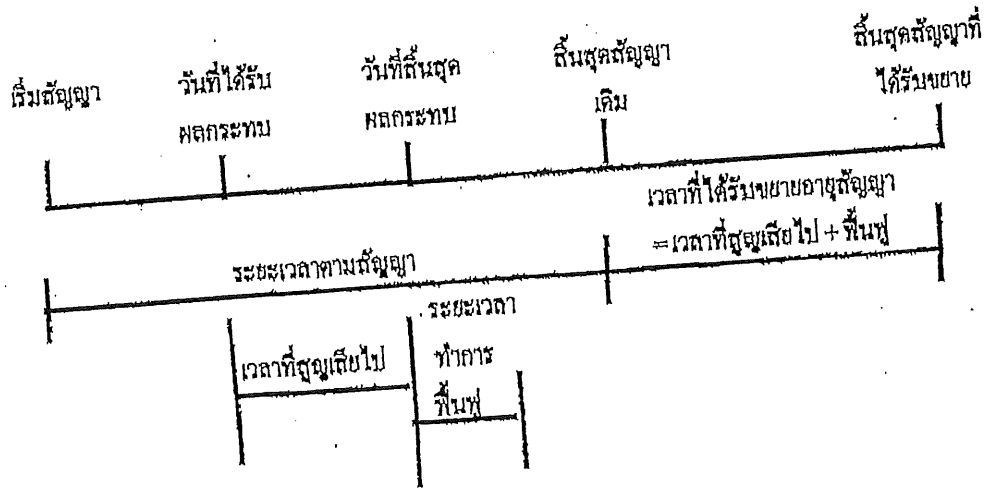 เริ่มสัญญา
วันที่ได้รับ
ผลกระทบ
วันที่สิ้นสุด
ผลกระทบ
สิ้นสุดสัญญา
เดิม
สิ้นสุดสัญญาที่
ได้รับขยาย
เวลาที่ได้รับขยายอายุสัญญา
=เวลาที่สูญเสียไป + ฟื้นฟู
ระยะเวลาตามสัญญา
เวลาที่สูญเสียไป
ระยะเวลา
ทำการ
ฟื้นฟู